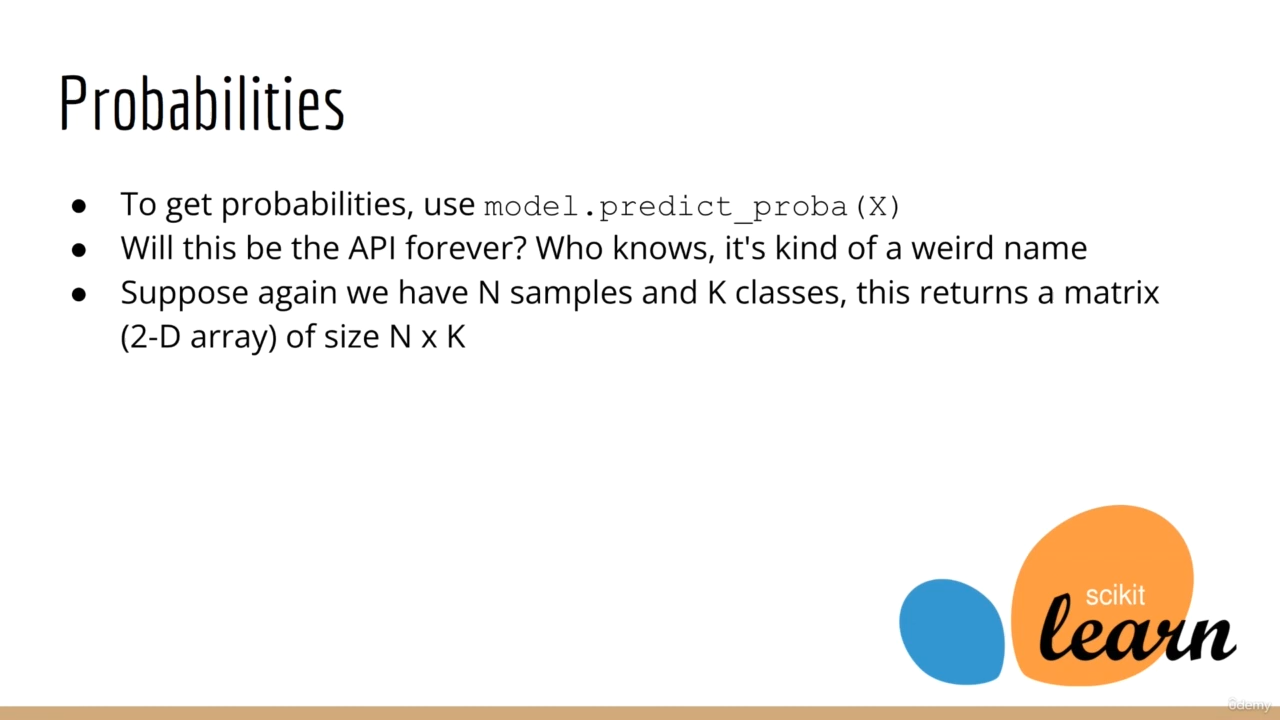 Probabilities
● To get probabilities, use model.predict_proba(X)
● Will this be the API forever? Who knows, it's kind of a weird name
● Suppose again we have N samples and K classes, this returns a matrix
(2-D array) of size N x K
scikit
learn
ûdemy